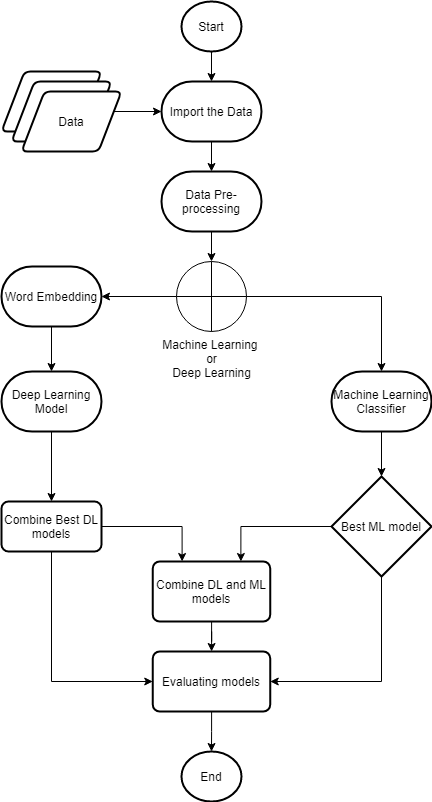 Start
Data
Import the Data
Data Pre-
processing
Machine Learning
or
Deep Learning
Word Embedding
Deep Learning
Model
Machine Learning
Classifier
Combine Best DL
models
Best ML model
Combine DL and ML
models
Evaluating models
End